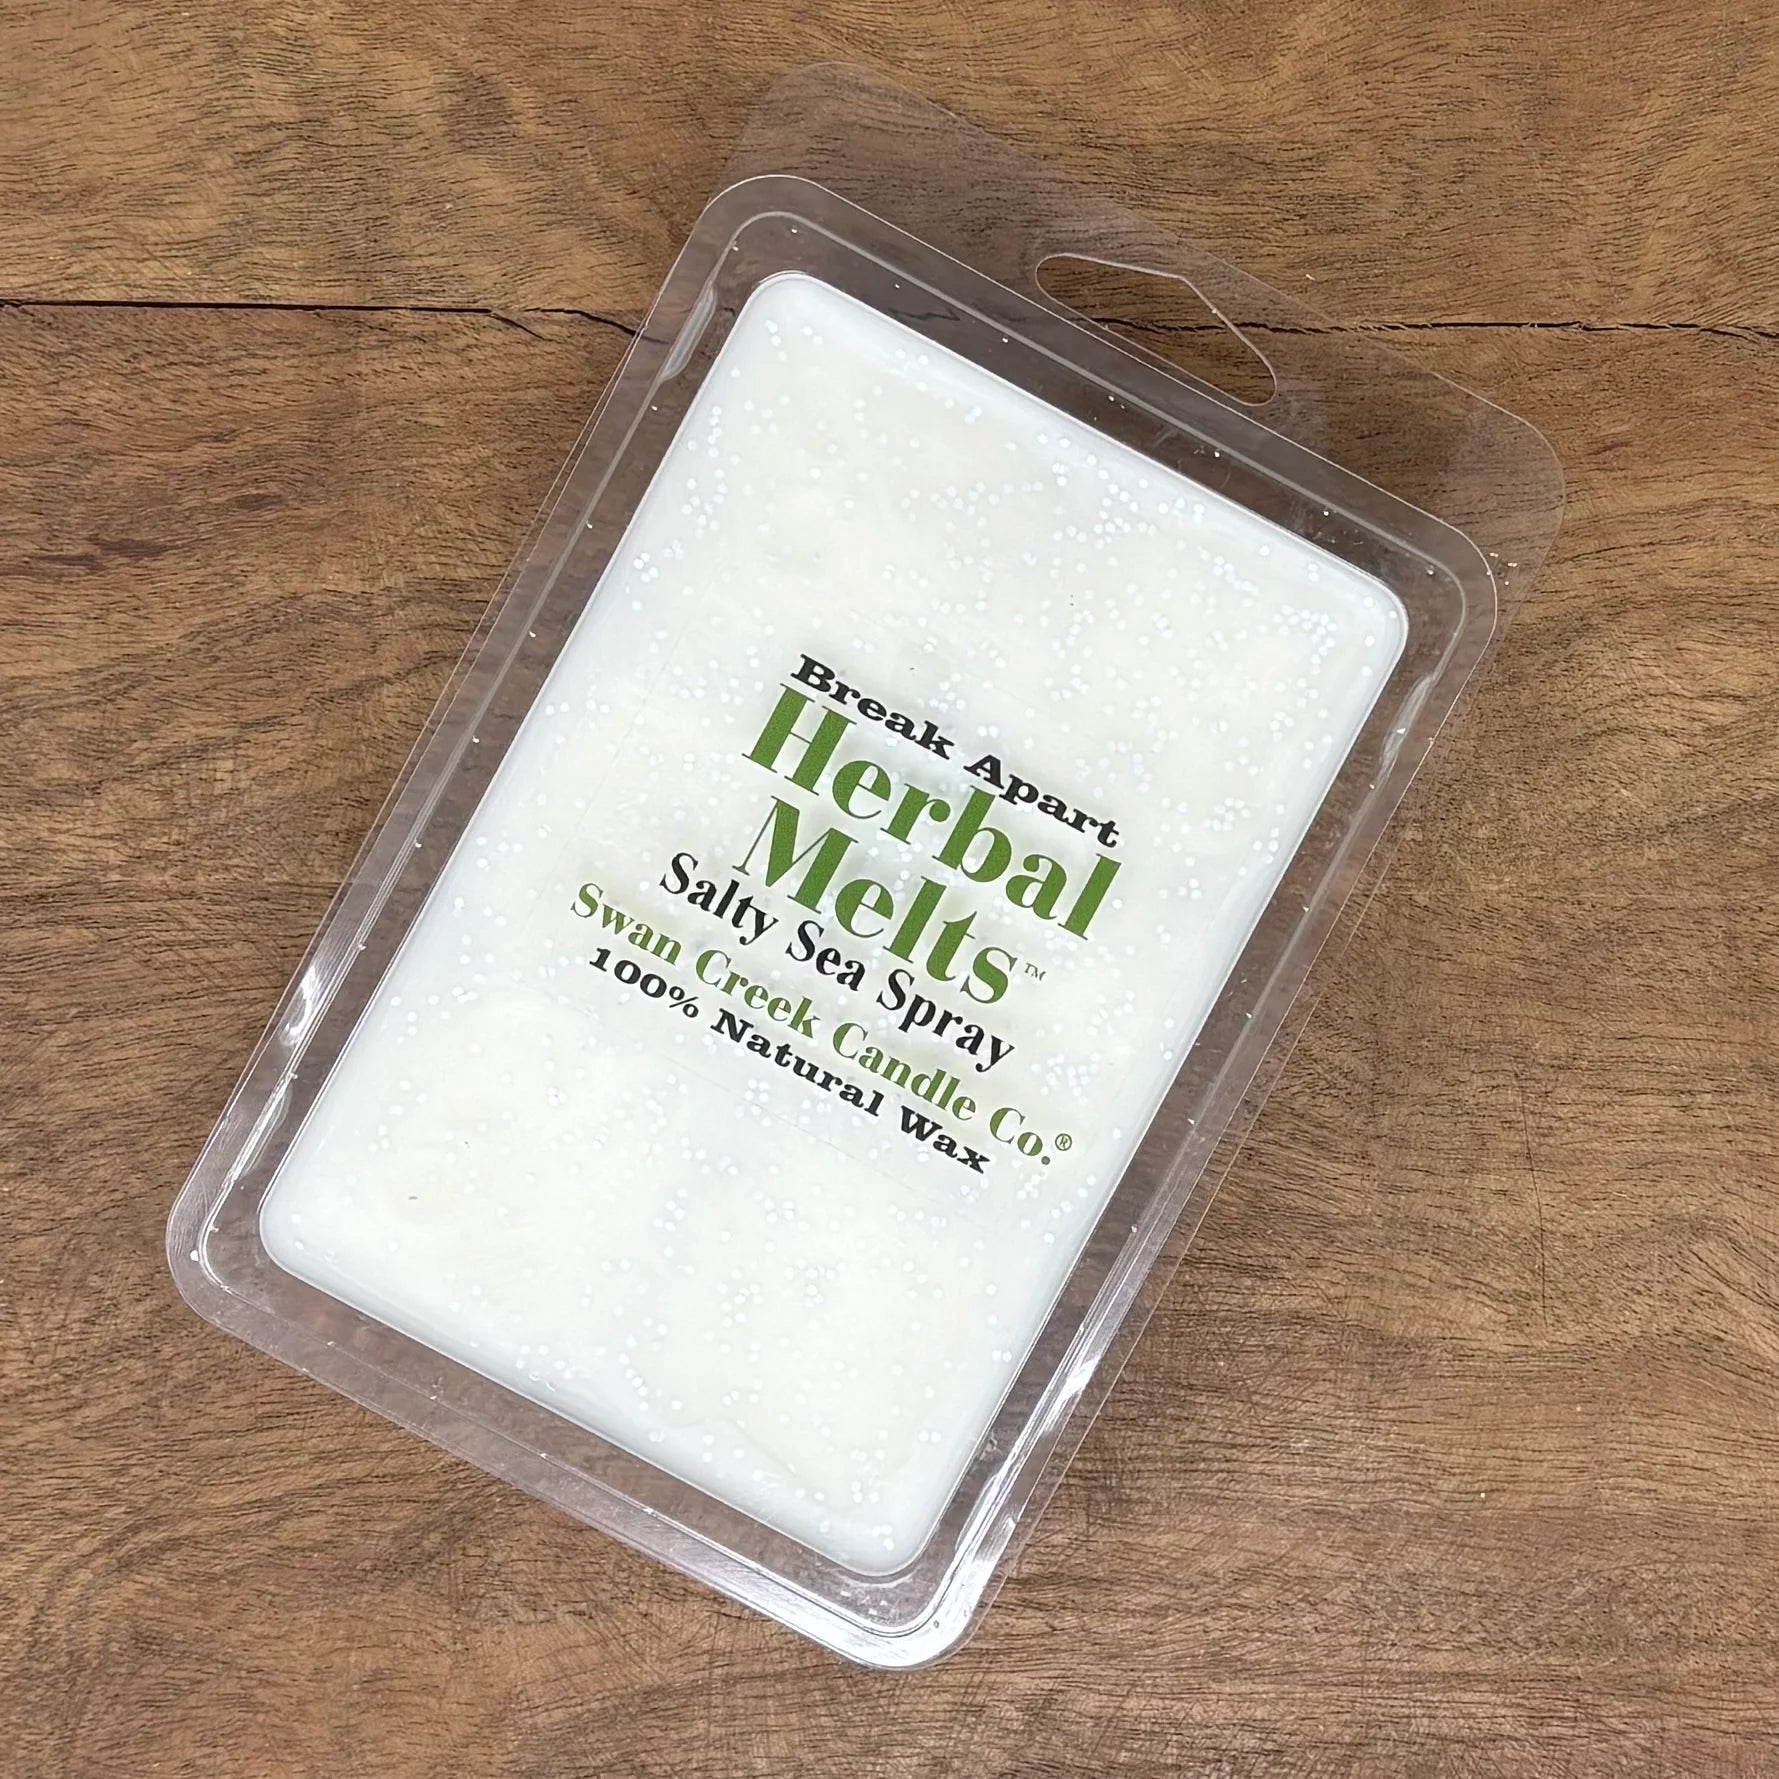 Break Apart
Herbal
Melts™
Salty Sea Spray
Swan Creek Candle Co.®
100% Natural Wax